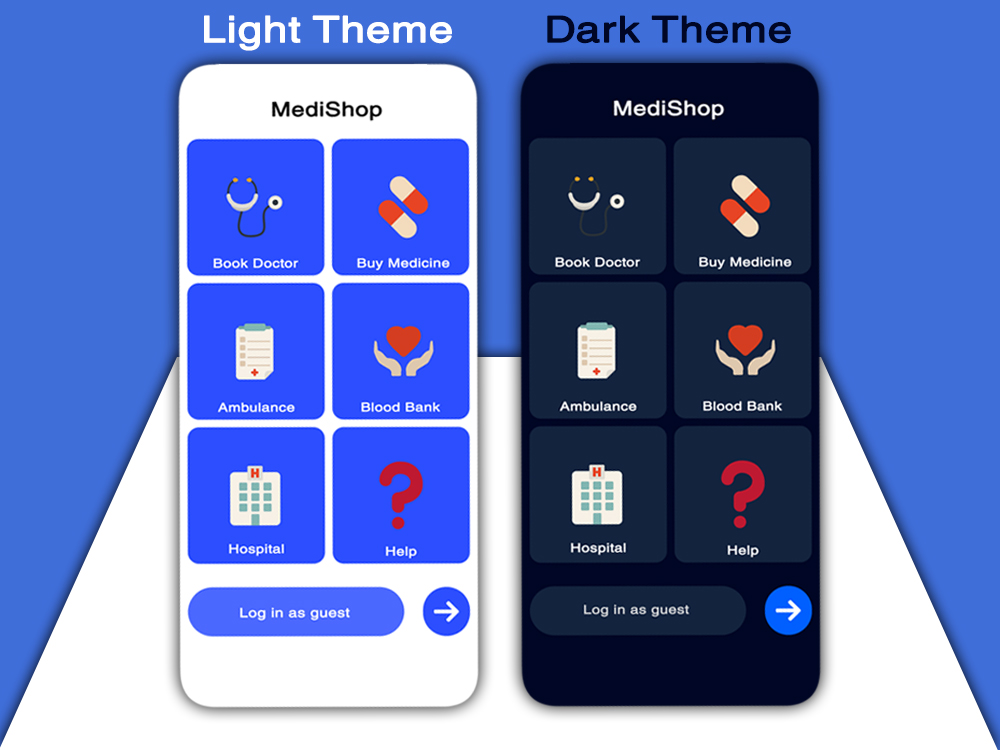 Light Theme
MediShop
Book Doctor
Buy Medicine
Ambulance
Blood Bank
H
Hospital
Help
Log in as guest
Dark Theme
MediShop
Book Doctor
Buy Medicine
Ambulance
Blood Bank
H
Hospital
Help
Log in as guest